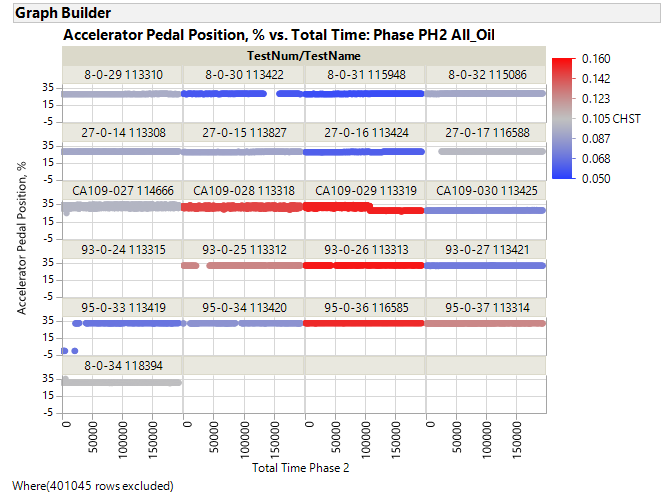 Graph Builder
Accelerator Pedal Position, % vs. Total Time: Phase PH2 All_Oil
TestNum/TestName
8-0-29 113310 8-0-30 113422 8-0-31 115948 8-0-32 115086
35
15
-5
27-0-14 113308 27-0-15 113827 27-0-16 113424 27-0-17 116588
35
15
-5
CA109-027 114666 CA109-028 113318 CA109-029 113319 CA109-030 113425
35
15
-5
93-0-24 113315 93-0-25 113312 93-0-26 113313 93-0-27 113421
35
15
-5
95-0-33 113419 95-0-34 113420 95-0-36 116585 95-0-37 113314
35
15
-5
8-0-34 118394
35
15
-5
Accelerator Pedal Position, %
0 50000 100000 150000 0 50000 100000 150000 0 50000 100000 150000 0 50000 100000 150000
Total Time Phase 2
0.160
0.142
0.123
0.105 CHST
0.087
0.068
0.050
Where(401045 rows excluded)